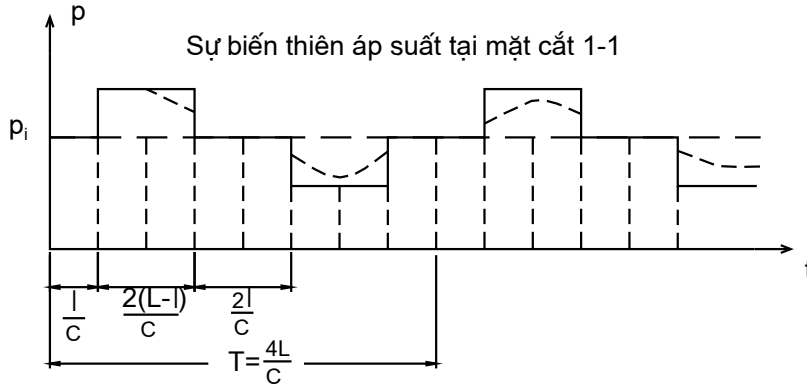 p
Sự biến thiên áp suất tại mặt cắt 1-1
pᵢ
t
l/C
2(L-l)/C
2l/C
T=4L/C